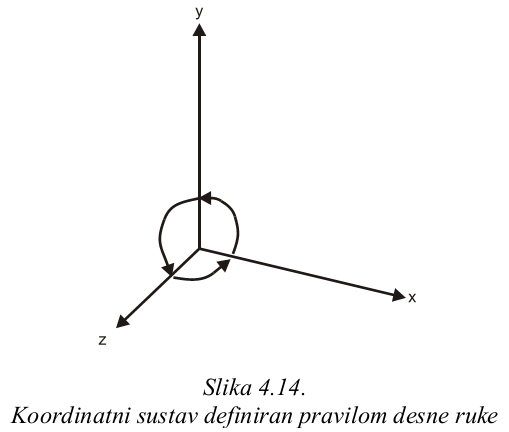 y
x
z
Slika 4.14.
Koordinatni sustav definiran pravilom desne ruke